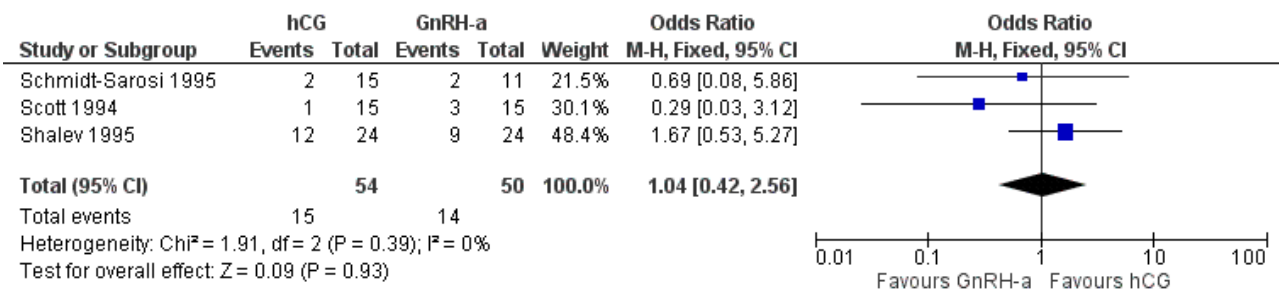 hCG GnRH-a Odds Ratio Odds Ratio
Study or Subgroup Events Total Events Total Weight M-H, Fixed, 95% CI M-H, Fixed, 95% CI
Schmidt-Sarosi 1995 2 15 2 11 21.5% 0.69 [0.08, 5.86]
Scott 1994 1 15 3 15 30.1% 0.29 [0.03, 3.12]
Shalev 1995 12 24 9 24 48.4% 1.67 [0.53, 5.27]
Total (95% CI) 54 50 100.0% 1.04 [0.42, 2.56]
Total events 15 14
Heterogeneity: Chi² = 1.91, df = 2 (P = 0.39); I² = 0%
Test for overall effect: Z = 0.09 (P = 0.93)
0.01 0.1 1 10 100
Favours GnRH-a Favours hCG